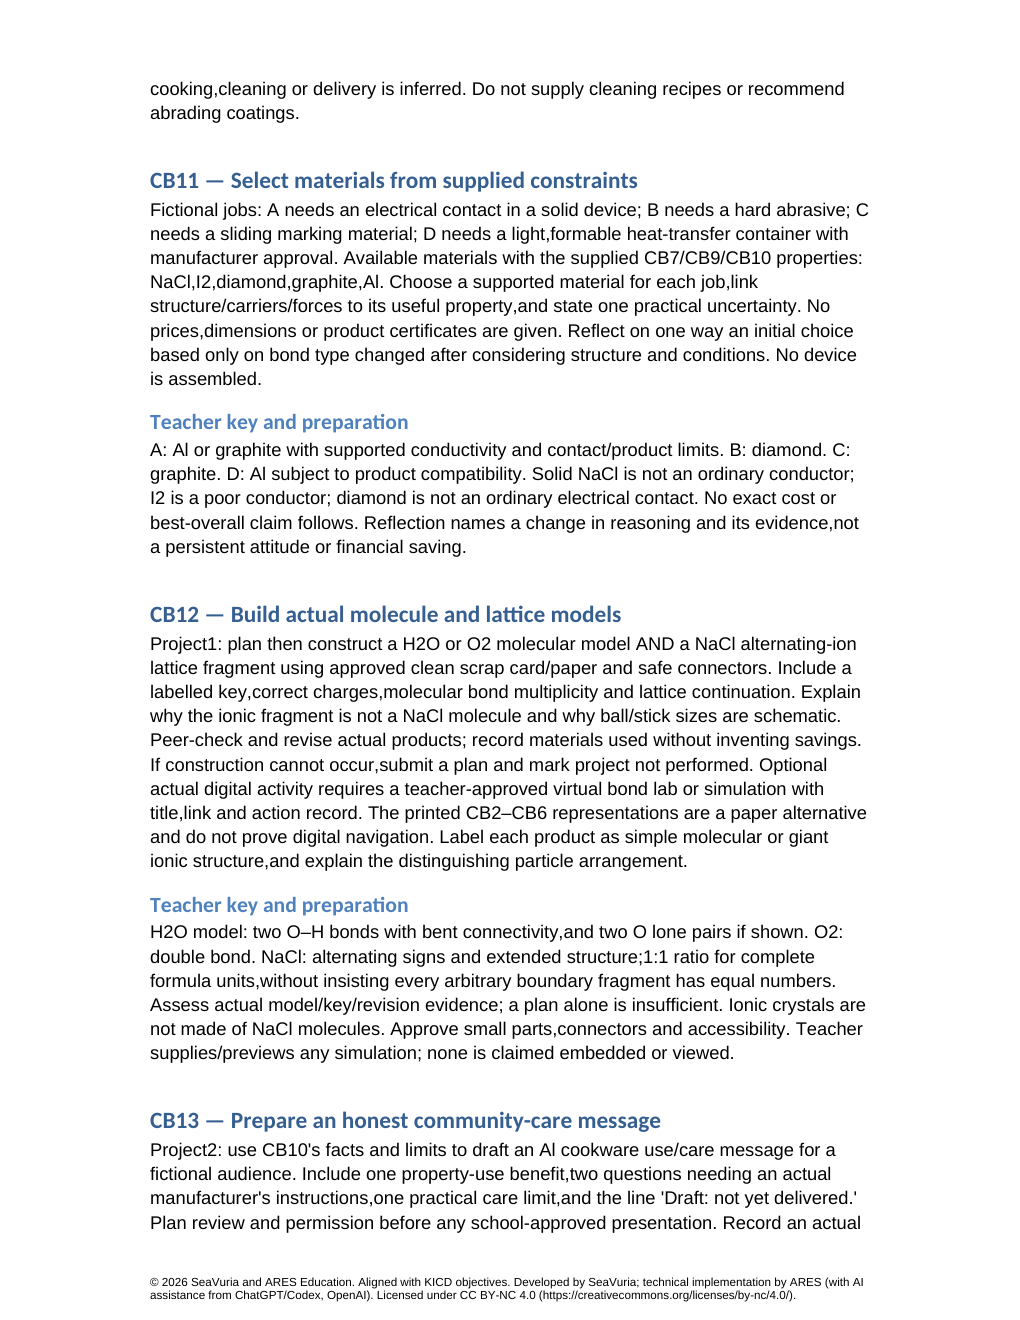 cooking,cleaning or delivery is inferred. Do not supply cleaning recipes or recommend
abrading coatings.
CB11 — Select materials from supplied constraints
Fictional jobs: A needs an electrical contact in a solid device; B needs a hard abrasive; C
needs a sliding marking material; D needs a light,formable heat-transfer container with
manufacturer approval. Available materials with the supplied CB7/CB9/CB10 properties:
NaCl,I2,diamond,graphite,Al. Choose a supported material for each job,link
structure/carriers/forces to its useful property,and state one practical uncertainty. No
prices,dimensions or product certificates are given. Reflect on one way an initial choice
based only on bond type changed after considering structure and conditions. No device
is assembled.
Teacher key and preparation
A: Al or graphite with supported conductivity and contact/product limits. B: diamond. C:
graphite. D: Al subject to product compatibility. Solid NaCl is not an ordinary conductor;
I2 is a poor conductor; diamond is not an ordinary electrical contact. No exact cost or
best-overall claim follows. Reflection names a change in reasoning and its evidence,not
a persistent attitude or financial saving.
CB12 — Build actual molecule and lattice models
Project1: plan then construct a H2O or O2 molecular model AND a NaCl alternating-ion
lattice fragment using approved clean scrap card/paper and safe connectors. Include a
labelled key,correct charges,molecular bond multiplicity and lattice continuation. Explain
why the ionic fragment is not a NaCl molecule and why ball/stick sizes are schematic.
Peer-check and revise actual products; record materials used without inventing savings.
If construction cannot occur,submit a plan and mark project not performed. Optional
actual digital activity requires a teacher-approved virtual bond lab or simulation with
title,link and action record. The printed CB2–CB6 representations are a paper alternative
and do not prove digital navigation. Label each product as simple molecular or giant
ionic structure,and explain the distinguishing particle arrangement.
Teacher key and preparation
H2O model: two O–H bonds with bent connectivity,and two O lone pairs if shown. O2:
double bond. NaCl: alternating signs and extended structure;1:1 ratio for complete
formula units,without insisting every arbitrary boundary fragment has equal numbers.
Assess actual model/key/revision evidence; a plan alone is insufficient. Ionic crystals are
not made of NaCl molecules. Approve small parts,connectors and accessibility. Teacher
supplies/previews any simulation; none is claimed embedded or viewed.
CB13 — Prepare an honest community-care message
Project2: use CB10's facts and limits to draft an Al cookware use/care message for a
fictional audience. Include one property-use benefit,two questions needing an actual
manufacturer's instructions,one practical care limit,and the line 'Draft: not yet delivered.'
Plan review and permission before any school-approved presentation. Record an actual
© 2026 SeaVuria and ARES Education. Aligned with KICD objectives. Developed by SeaVuria; technical implementation by ARES (with AI
assistance from ChatGPT/Codex, OpenAI). Licensed under CC BY-NC 4.0 (https://creativecommons.org/licenses/by-nc/4.0/).